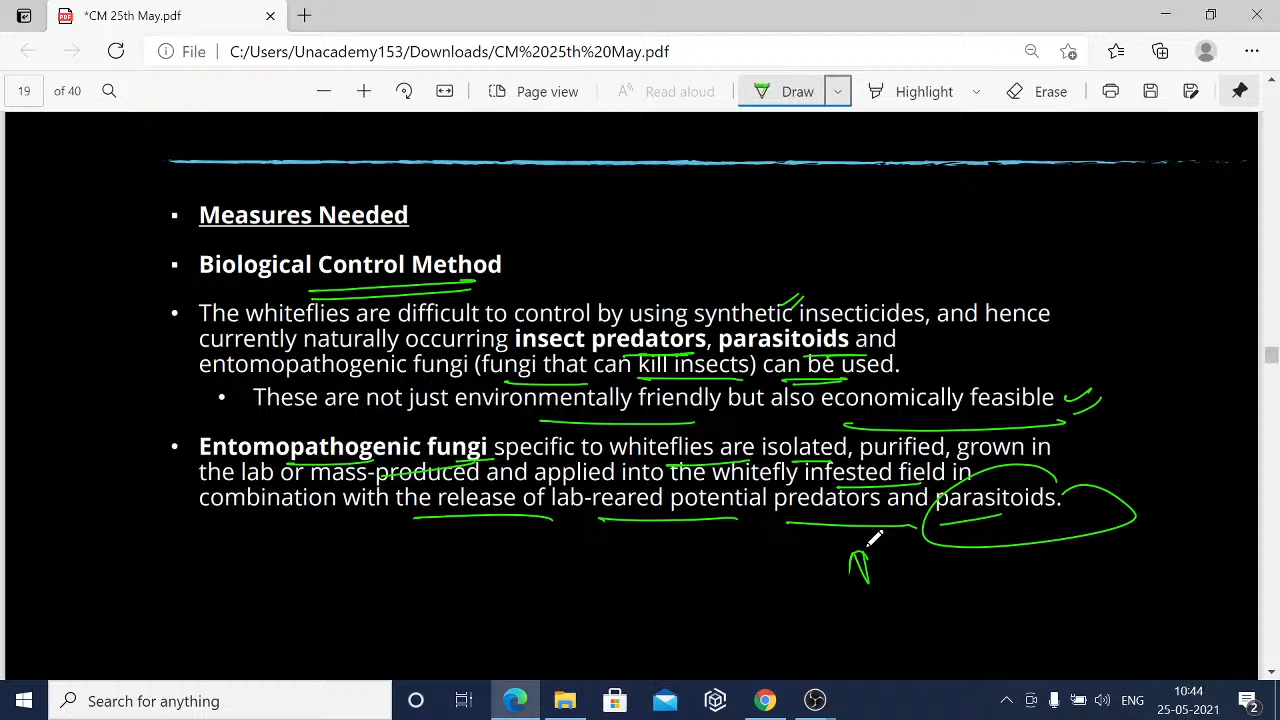 *CM 25th May.pdf
File
C:/Users/Unacademy153/Downloads/CM%2025th%20May.pdf
19 of 40
Page view
Read aloud
Draw
Highlight
Erase
Measures Needed
Biological Control Method
The whiteflies are difficult to control by using synthetic insecticides, and hence
currently naturally occurring insect predators, parasitoids and
entomopathogenic fungi (fungi that can kill insects) can be used.
These are not just environmentally friendly but also economically feasible
Entomopathogenic fungi specific to whiteflies are isolated, purified, grown in
the lab or mass-produced and applied into the whitefly infested field in
combination with the release of lab-reared potential predators and parasitoids.
Search for anything
ENG
10:44
25-05-2021
2